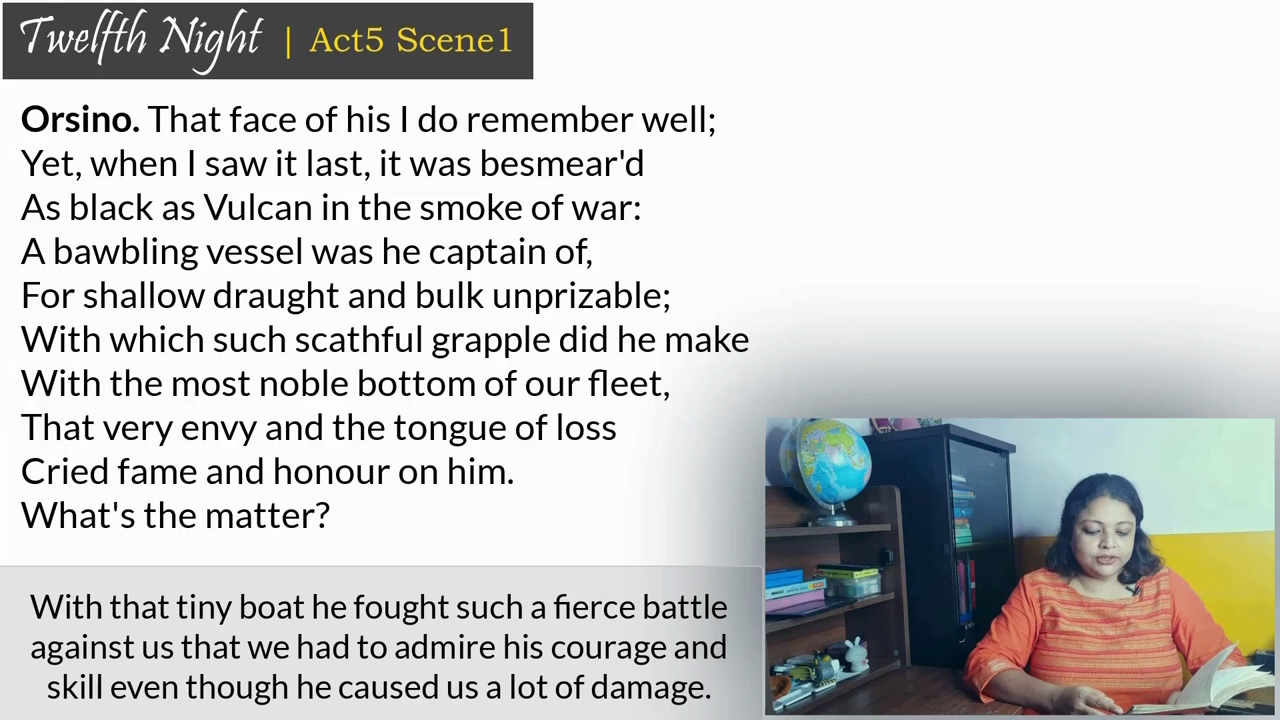 Twelfth Night | Act5 Scene1
Orsino. That face of his I do remember well;
Yet, when I saw it last, it was besmear'd
As black as Vulcan in the smoke of war:
A bawbling vessel was he captain of,
For shallow draught and bulk unprizable;
With which such scathful grapple did he make
With the most noble bottom of our fleet,
That very envy and the tongue of loss
Cried fame and honour on him.
What's the matter?
With that tiny boat he fought such a fierce battle
against us that we had to admire his courage and
skill even though he caused us a lot of damage.